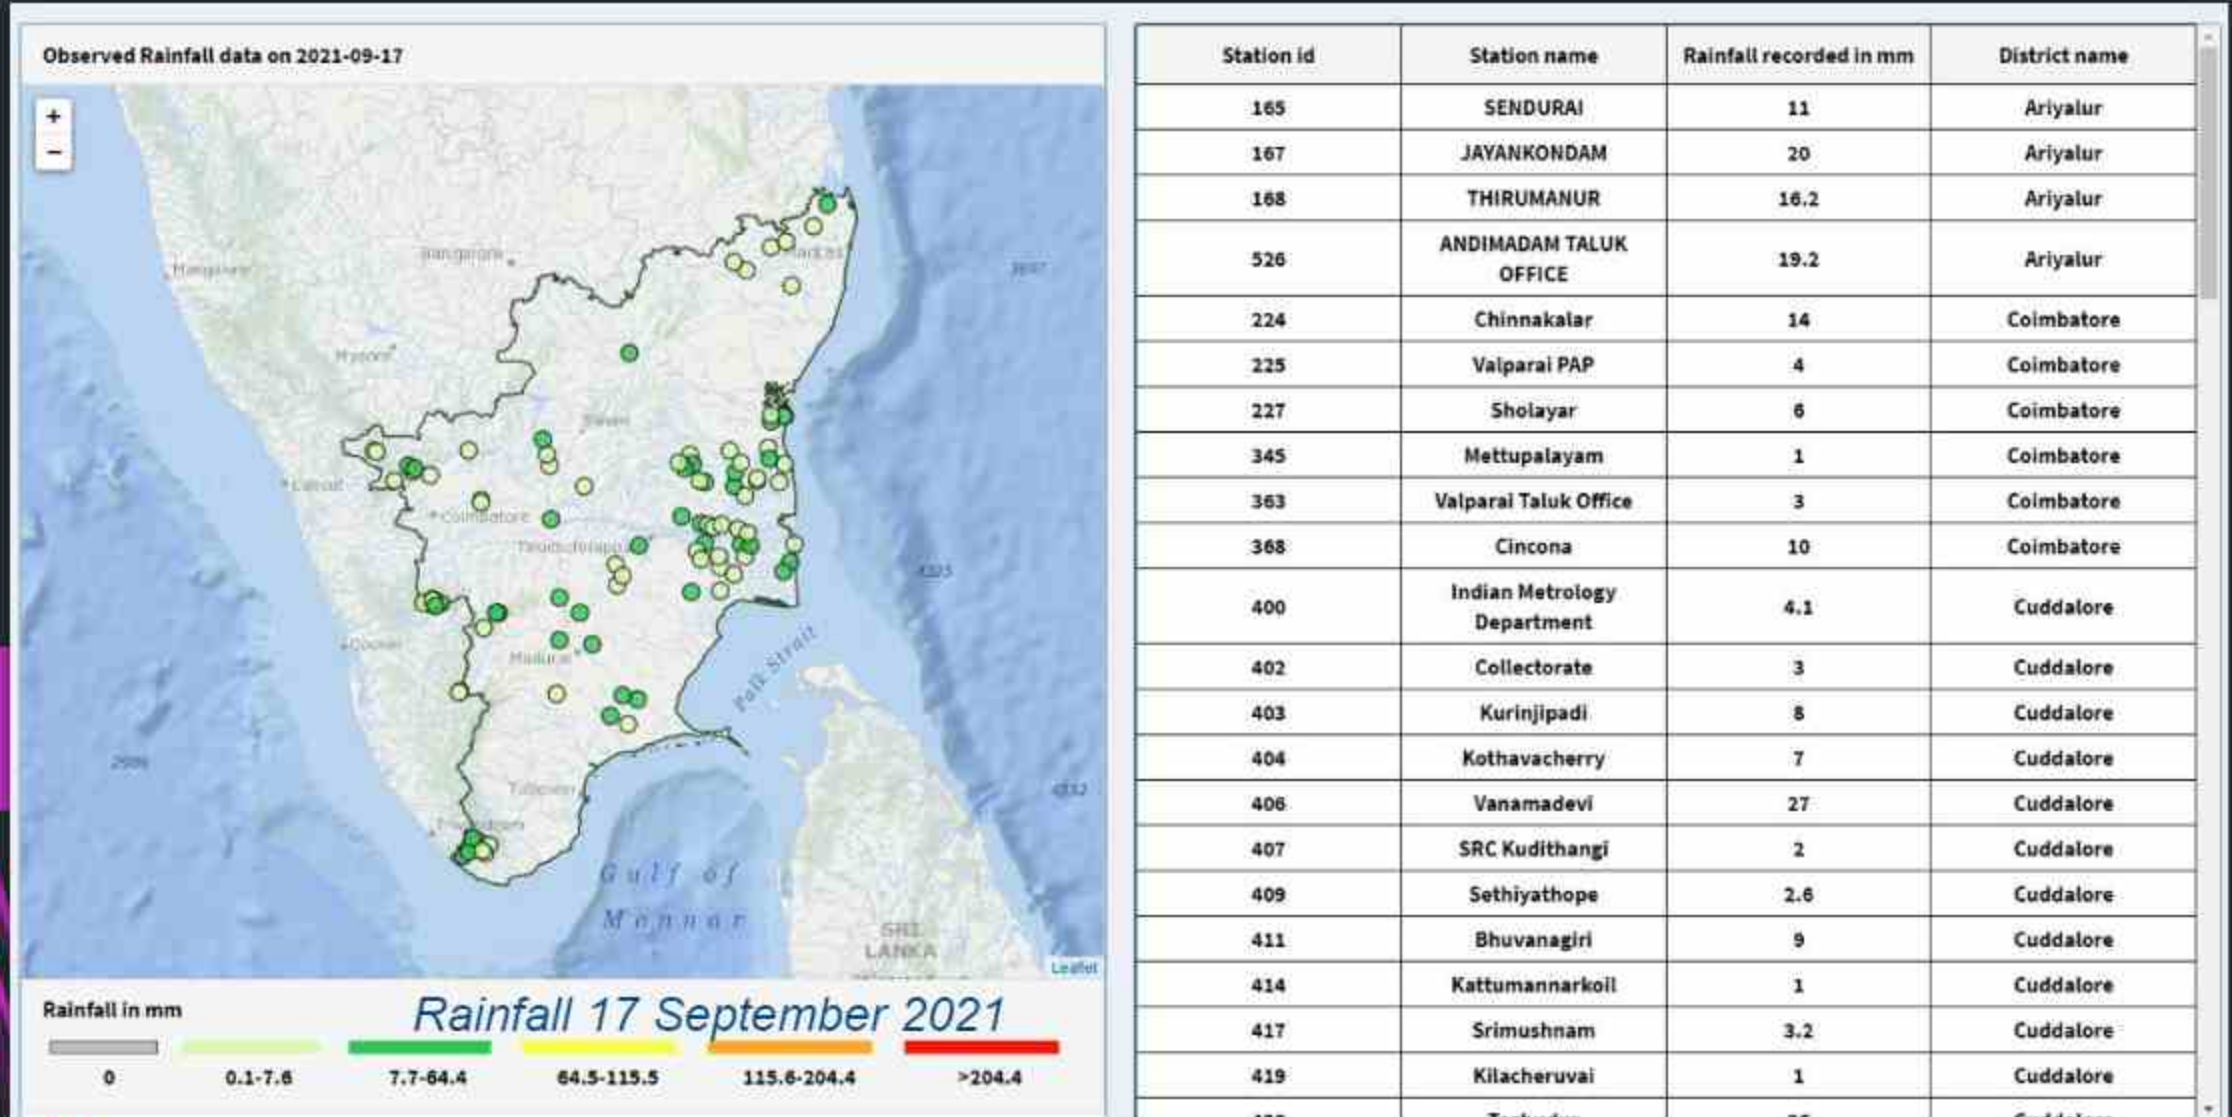 Observed Rainfall data on 2021-09-17
+
−
Mangalore
Bangalore
Madras
Mysore
Salem
Calicut
Coimbatore
Cochin
Madurai
Palk Strait
Gulf of
Mannar
SRI
LANKA
Leaflet
Rainfall in mm
Rainfall 17 September 2021
0 0.1-7.6 7.7-64.4 64.5-115.5 115.6-204.4 >204.4
Station id Station name Rainfall recorded in mm District name
165 SENDURAI 11 Ariyalur
167 JAYANKONDAM 20 Ariyalur
168 THIRUMANUR 16.2 Ariyalur
526 ANDIMADAM TALUK OFFICE 19.2 Ariyalur
224 Chinnakalar 14 Coimbatore
225 Valparai PAP 4 Coimbatore
227 Sholayar 6 Coimbatore
345 Mettupalayam 1 Coimbatore
363 Valparai Taluk Office 3 Coimbatore
368 Cincona 10 Coimbatore
400 Indian Metrology Department 4.1 Cuddalore
402 Collectorate 3 Cuddalore
403 Kurinjipadi 8 Cuddalore
404 Kothavacherry 7 Cuddalore
406 Vanamadevi 27 Cuddalore
407 SRC Kudithangi 2 Cuddalore
409 Sethiyathope 2.6 Cuddalore
411 Bhuvanagiri 9 Cuddalore
414 Kattumannarkoil 1 Cuddalore
417 Srimushnam 3.2 Cuddalore
419 Kilacheruvai 1 Cuddalore